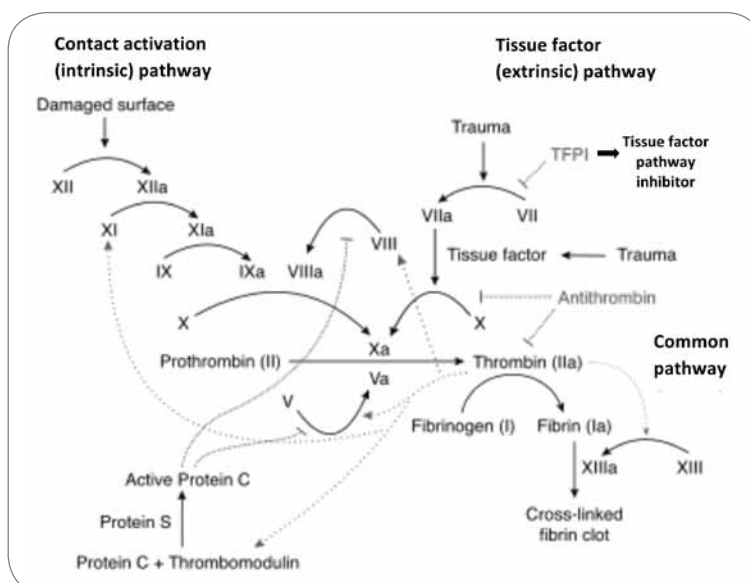 Contact activation
(intrinsic) pathway
Tissue factor
(extrinsic) pathway
Damaged surface
Trauma
TFPI
Tissue factor
pathway
inhibitor
XII
XIIa
VIIa
VII
XI
XIa
VIII
IX
IXa
VIIIa
Tissue factor
Trauma
X
X
Antithrombin
Xa
Prothrombin (II)
Thrombin (IIa)
Common
pathway
Va
V
Fibrinogen (I)
Fibrin (Ia)
XIIIa
XIII
Active Protein C
Cross-linked
fibrin clot
Protein S
Protein C + Thrombomodulin